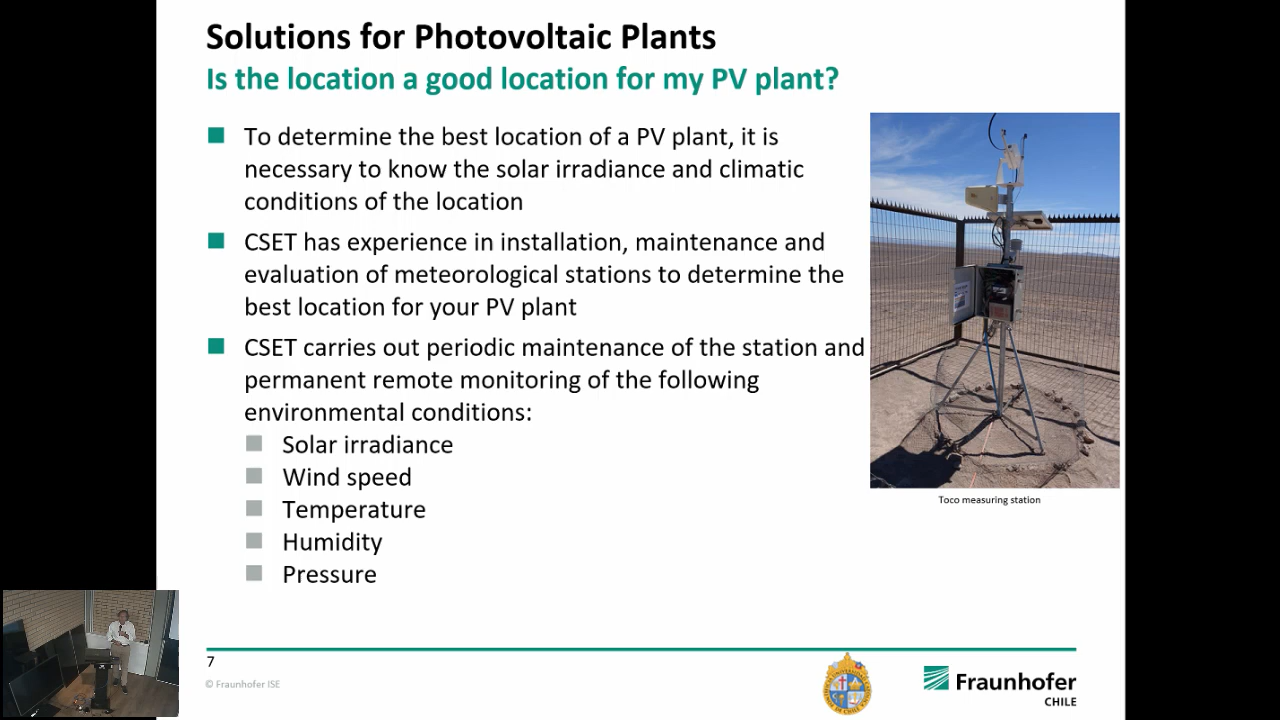 Solutions for Photovoltaic Plants
Is the location a good location for my PV plant?
To determine the best location of a PV plant, it is
necessary to know the solar irradiance and climatic
conditions of the location
CSET has experience in installation, maintenance and
evaluation of meteorological stations to determine the
best location for your PV plant
CSET carries out periodic maintenance of the station and
permanent remote monitoring of the following
environmental conditions:
Solar irradiance
Wind speed
Temperature
Humidity
Pressure
Toco measuring station
7
© Fraunhofer ISE
Fraunhofer
CHILE